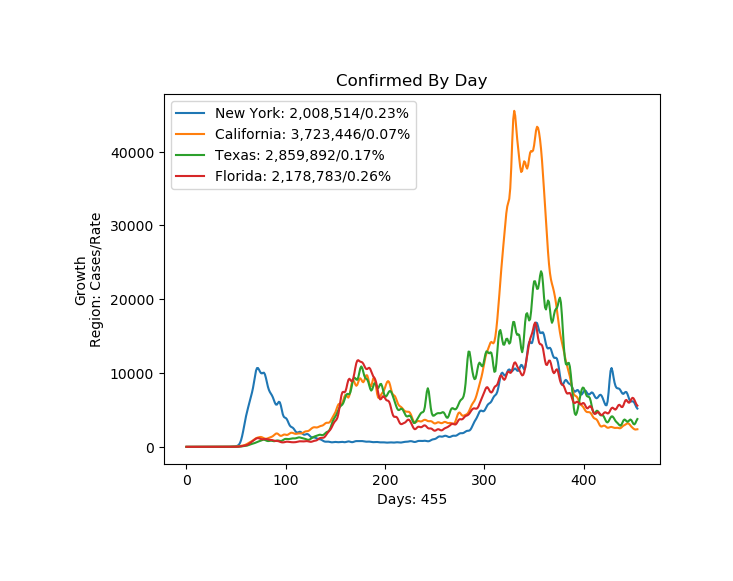 Confirmed By Day
New York: 2,008,514/0.23%
California: 3,723,446/0.07%
Texas: 2,859,892/0.17%
Florida: 2,178,783/0.26%
Growth
Region: Cases/Rate
40000
30000
20000
10000
0
0 100 200 300 400
Days: 455